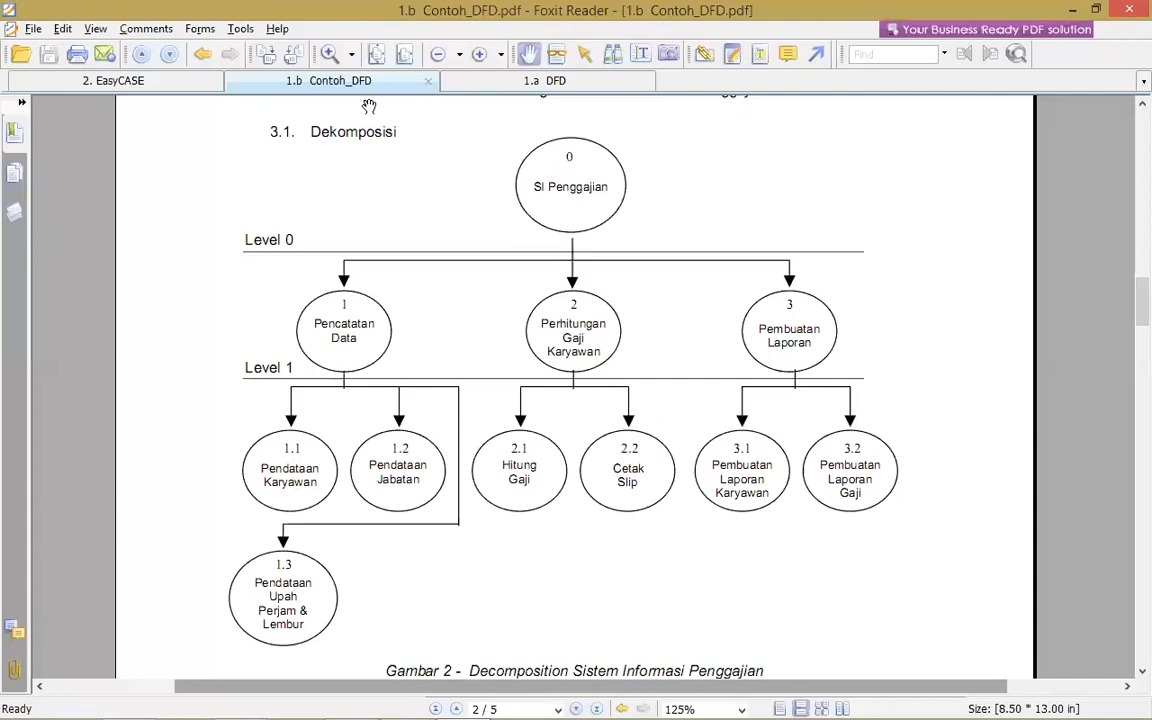 1.b Contoh_DFD.pdf - Foxit Reader - [1.b Contoh_DFD.pdf]
File Edit View Comments Forms Tools Help
Your Business Ready PDF solution
Find
2. EasyCASE
1.b Contoh_DFD
1.a DFD
3.1. Dekomposisi
0
SI Penggajian
Level 0
1
Pencatatan
Data
2
Perhitungan
Gaji
Karyawan
3
Pembuatan
Laporan
Level 1
1.1
Pendataan
Karyawan
1.2
Pendataan
Jabatan
2.1
Hitung
Gaji
2.2
Cetak
Slip
3.1
Pembuatan
Laporan
Karyawan
3.2
Pembuatan
Laporan
Gaji
1.3
Pendataan
Upah
Perjam &
Lembur
Gambar 2 - Decomposition Sistem Informasi Penggajian
Ready
2 / 5
125%
Size: [8.50 * 13.00 in]